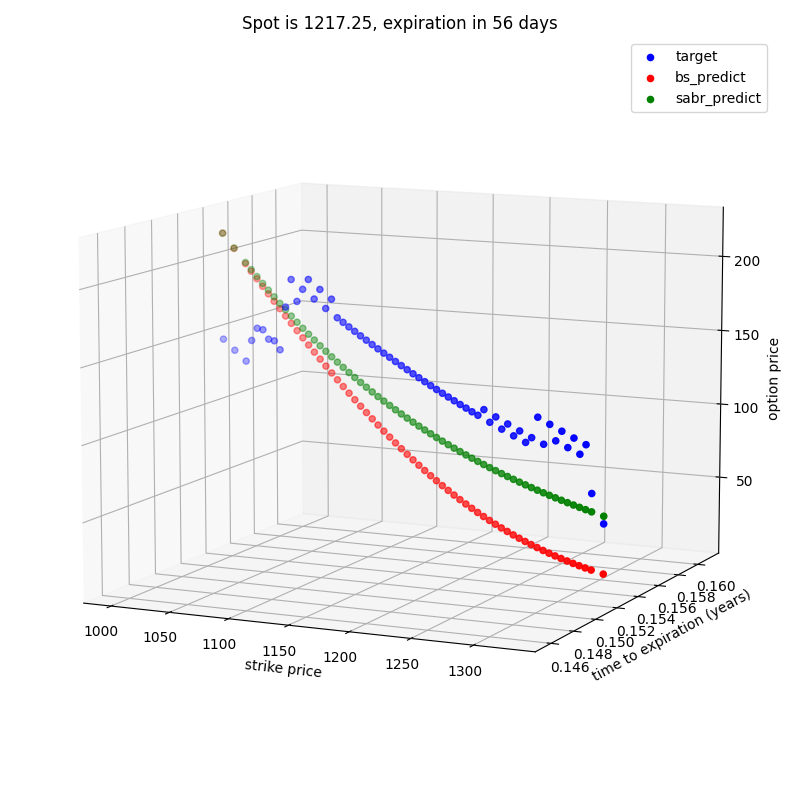 Spot is 1217.25, expiration in 56 days
target
bs_predict
sabr_predict
200
150
100
50
option price
0.160
0.158
0.156
0.154
0.152
0.150
0.148
0.146
time to expiration (years)
1000
1050
1100
1150
1200
1250
1300
strike price